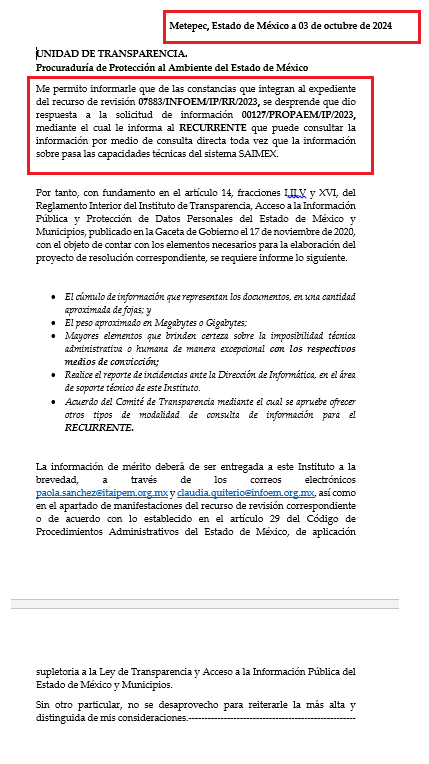 Metepec, Estado de México a 03 de octubre de 2024
UNIDAD DE TRANSPARENCIA.
Procuraduría de Protección al Ambiente del Estado de México
Me permito informarle que de las constancias que integran al expediente
del recurso de revisión 07883/INFOEM/IP/RR/2023, se desprende que dio
respuesta a la solicitud de información 00127/PROPAEM/IP/2023,
mediante el cual le informa al RECURRENTE que puede consultar la
información por medio de consulta directa toda vez que la información
sobre pasa las capacidades técnicas del sistema SAIMEX.
Por tanto, con fundamento en el artículo 14, fracciones I,II,V y XVI, del
Reglamento Interior del Instituto de Transparencia, Acceso a la Información
Pública y Protección de Datos Personales del Estado de México y
Municipios, publicado en la Gaceta de Gobierno el 17 de noviembre de 2020,
con el objeto de contar con los elementos necesarios para la elaboración del
proyecto de resolución correspondiente, se requiere informe lo siguiente.
• El cúmulo de información que representan los documentos, en una cantidad
aproximada de fojas; y
• El peso aproximado en Megabytes o Gigabytes;
• Mayores elementos que brinden certeza sobre la imposibilidad técnica
administrativa o humana de manera excepcional con los respectivos
medios de convicción;
• Realice el reporte de incidencias ante la Dirección de Informática, en el área
de soporte técnico de este Instituto.
• Acuerdo del Comité de Transparencia mediante el cual se apruebe ofrecer
otros tipos de modalidad de consulta de información para el
RECURRENTE.
La información de mérito deberá de ser entregada a este Instituto a la
brevedad, a través de los correos electrónicos
paola.sanchez@itaipem.org.mx y claudia.quiterio@infoem.org.mx, así como
en el apartado de manifestaciones del recurso de revisión correspondiente
o de acuerdo con lo establecido en el artículo 29 del Código de
Procedimientos Administrativos del Estado de México, de aplicación
supletoria a la Ley de Transparencia y Acceso a la Información Pública del
Estado de México y Municipios.
Sin otro particular, no se desaprovecho para reiterarle la más alta y
distinguida de mis consideraciones.--------------------------------------------------